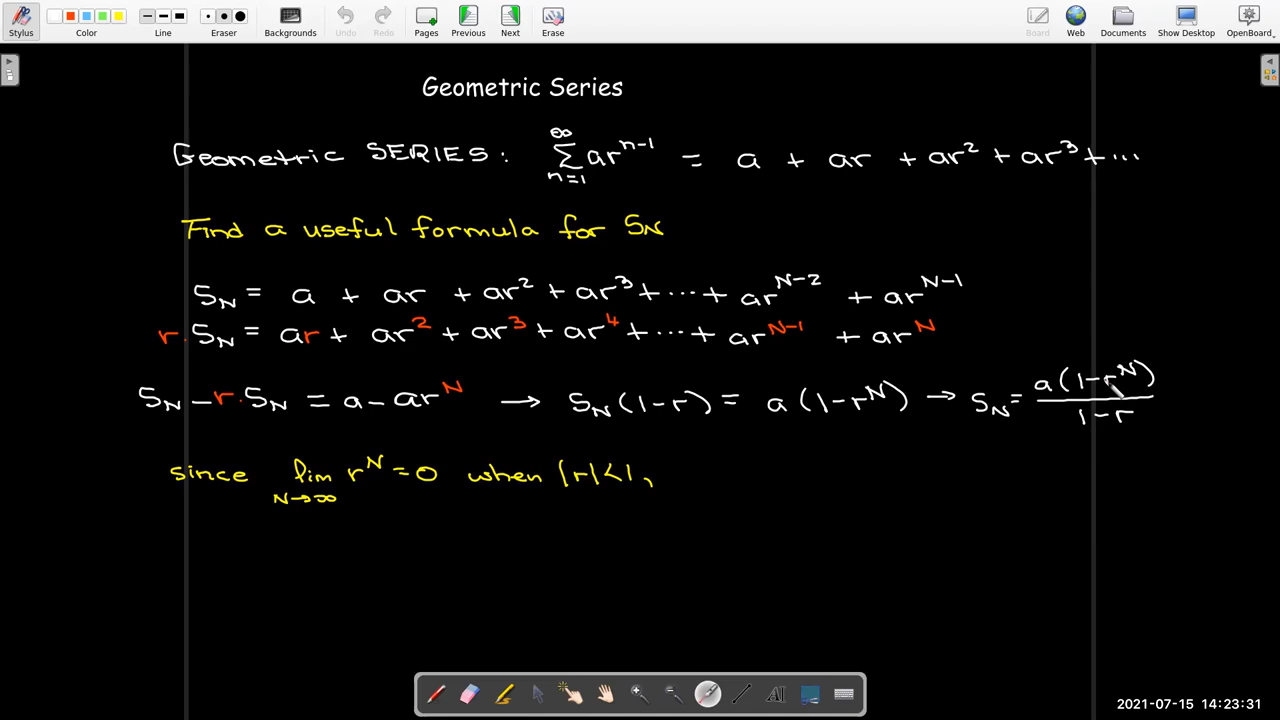 Stylus Color Line Eraser Backgrounds Undo Redo Pages Previous Next Erase Board Web Documents Show Desktop OpenBoard
Geometric Series
Geometric SERIES: ∞ Σ n=1 ar^(n-1) = a + ar + ar² + ar³ + ...
Find a useful formula for S_N
S_N = a + ar + ar² + ar³ + ... + ar^(N-2) + ar^(N-1)
r · S_N = ar + ar² + ar³ + ar⁴ + ... + ar^(N-1) + ar^N
S_N - r · S_N = a - ar^N → S_N (1-r) = a (1-r^N) → S_N = a(1-r^N) / 1-r
since lim N→∞ r^N = 0 when |r|<1,
AI
2021-07-15 14:23:31